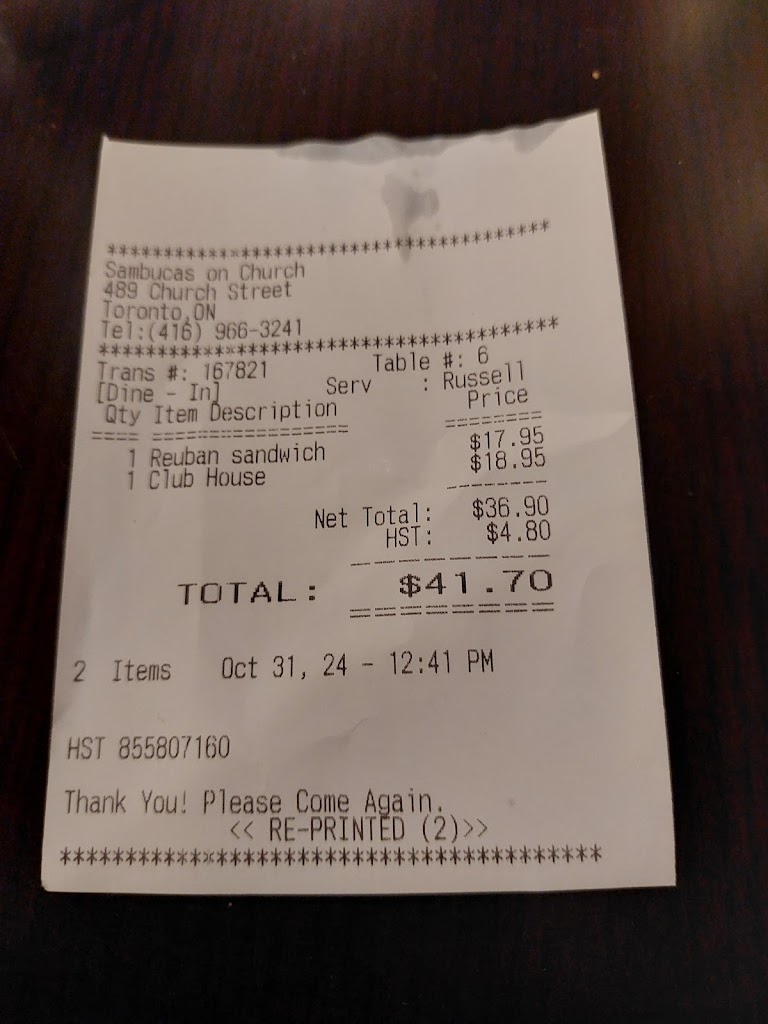 ****************************************
Sambucas on Church
489 Church Street
Toronto,ON
Tel:(416) 966-3241
****************************************
Trans #: 167821 Table #: 6
[Dine - In] Serv : Russell
Qty Item Description Price
==== ================= ========
1 Reuban sandwich $17.95
1 Club House $18.95
--------
Net Total: $36.90
HST: $4.80
TOTAL: $41.70
2 Items Oct 31, 24 - 12:41 PM
HST 855807160
Thank You! Please Come Again.
<< RE-PRINTED (2)>>
****************************************